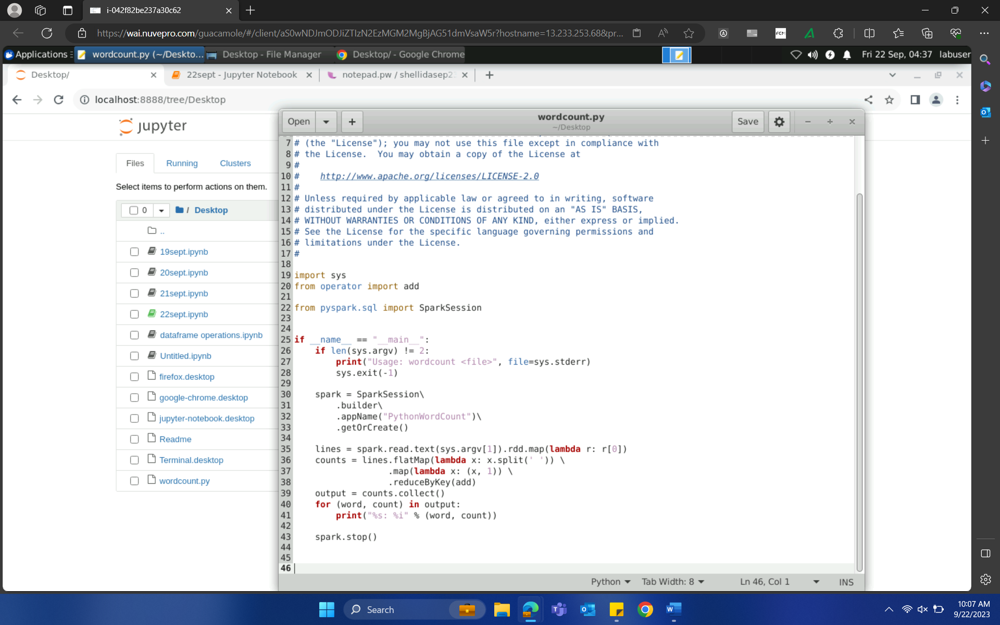 i-042f82be237a30c62
https://wai.nuvepro.com/guacamole/#/client/aS0wNDJmODJiZTIzN2EzMGM2MgBjAG51dmVsaW5r?hostname=13.233.253.68&pr...
Applications
wordcount.py (~/Deskto...
Desktop - File Manager
Desktop/ - Google Chrome
Fri 22 Sep, 04:37 labuser
Desktop/
22sept - Jupyter Notebook
notepad.pw / shellidasep23
localhost:8888/tree/Desktop
jupyter
Files
Running
Clusters
Select items to perform actions on them.
0
/ Desktop
..
19sept.ipynb
20sept.ipynb
21sept.ipynb
22sept.ipynb
dataframe operations.ipynb
Untitled.ipynb
firefox.desktop
google-chrome.desktop
jupyter-notebook.desktop
Readme
Terminal.desktop
wordcount.py
Open
wordcount.py
~/Desktop
Save
7 # (the "License"); you may not use this file except in compliance with
8 # the License.  You may obtain a copy of the License at
9 #
10 #    http://www.apache.org/licenses/LICENSE-2.0
11 #
12 # Unless required by applicable law or agreed to in writing, software
13 # distributed under the License is distributed on an "AS IS" BASIS,
14 # WITHOUT WARRANTIES OR CONDITIONS OF ANY KIND, either express or implied.
15 # See the License for the specific language governing permissions and
16 # limitations under the License.
17 #
18
19 import sys
20 from operator import add
21
22 from pyspark.sql import SparkSession
23
24
25 if __name__ == "__main__":
26     if len(sys.argv) != 2:
27         print("Usage: wordcount <file>", file=sys.stderr)
28         sys.exit(-1)
29
30     spark = SparkSession\
31         .builder\
32         .appName("PythonWordCount")\
33         .getOrCreate()
34
35     lines = spark.read.text(sys.argv[1]).rdd.map(lambda r: r[0])
36     counts = lines.flatMap(lambda x: x.split(' ')) \
37                   .map(lambda x: (x, 1)) \
38                   .reduceByKey(add)
39     output = counts.collect()
40     for (word, count) in output:
41         print("%s: %i" % (word, count))
42
43     spark.stop()
44
45
46
Python
Tab Width: 8
Ln 46, Col 1
INS
Search
10:07 AM
9/22/2023